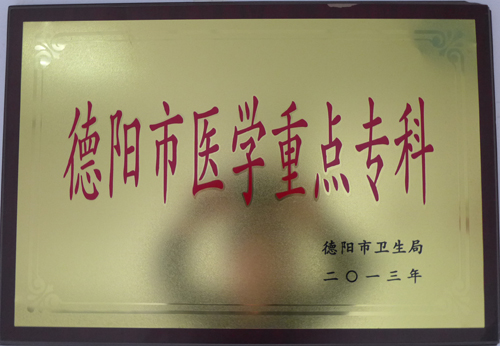 德阳市医学重点专科
德阳市卫生局
二〇一三年